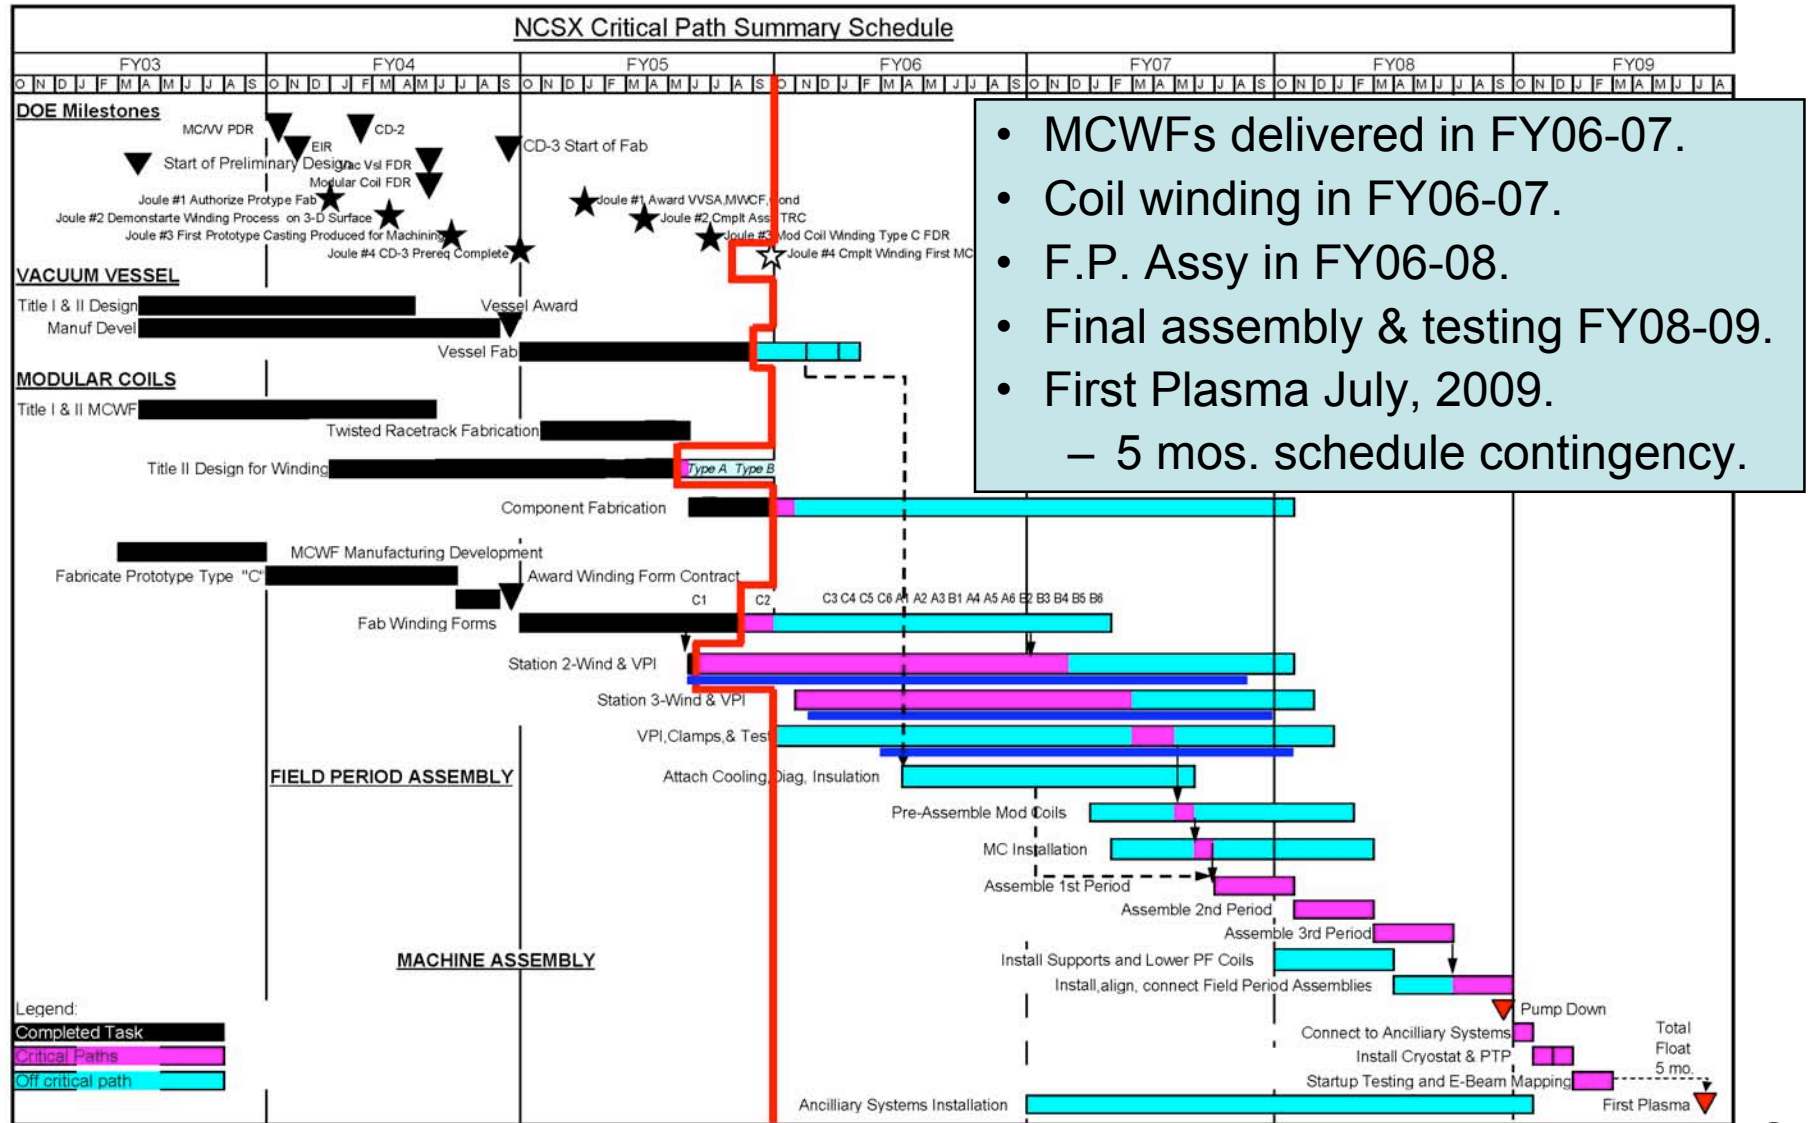 NCSX Critical Path Summary Schedule
FY03 FY04 FY05 FY06 FY07 FY08 FY09
O N D J F M A M J J A S O N D J F M A M J J A S O N D J F M A M J J A S O N D J F M A M J J A S O N D J F M A M J J A S O N D J F M A M J J A S O N D J F M A M J J A
DOE Milestones
MC/VV PDR
CD-2
EIR
CD-3 Start of Fab
Start of Preliminary Design
Vac Vsl FDR
Modular Coil FDR
Joule #1 Authorize Protype Fab
Joule #1 Award VVSA,MWCF,Cond
Joule #2 Demonstarte Winding Process on 3-D Surface
Joule #2 Cmplt Assy TRC
Joule #3 First Prototype Casting Produced for Machining
Joule #3 Mod Coil Winding Type C FDR
Joule #4 CD-3 Prereq Complete
Joule #4 Cmplt Winding First MC
• MCWFs delivered in FY06-07.
• Coil winding in FY06-07.
• F.P. Assy in FY06-08.
• Final assembly & testing FY08-09.
• First Plasma July, 2009.
– 5 mos. schedule contingency.
VACUUM VESSEL
Title I & II Design
Vessel Award
Manuf Devel
Vessel Fab
MODULAR COILS
Title I & II MCWF
Twisted Racetrack Fabrication
Title II Design for Winding
Type A Type B
Component Fabrication
MCWF Manufacturing Development
Fabricate Prototype Type "C"
Award Winding Form Contract
C1 C2 C3 C4 C5 C6 A1 A2 A3 B1 A4 A5 A6 B2 B3 B4 B5 B6
Fab Winding Forms
Station 2-Wind & VPI
Station 3-Wind & VPI
VPI,Clamps,& Test
FIELD PERIOD ASSEMBLY
Attach Cooling,Diag, Insulation
Pre-Assemble Mod Coils
MC Installation
Assemble 1st Period
Assemble 2nd Period
Assemble 3rd Period
MACHINE ASSEMBLY
Install Supports and Lower PF Coils
Install,align, connect Field Period Assemblies
Pump Down
Connect to Ancilliary Systems
Install Cryostat & PTP
Startup Testing and E-Beam Mapping
Total
Float
5 mo.
Ancilliary Systems Installation
First Plasma
Legend:
Completed Task
Critical Paths
Off critical path